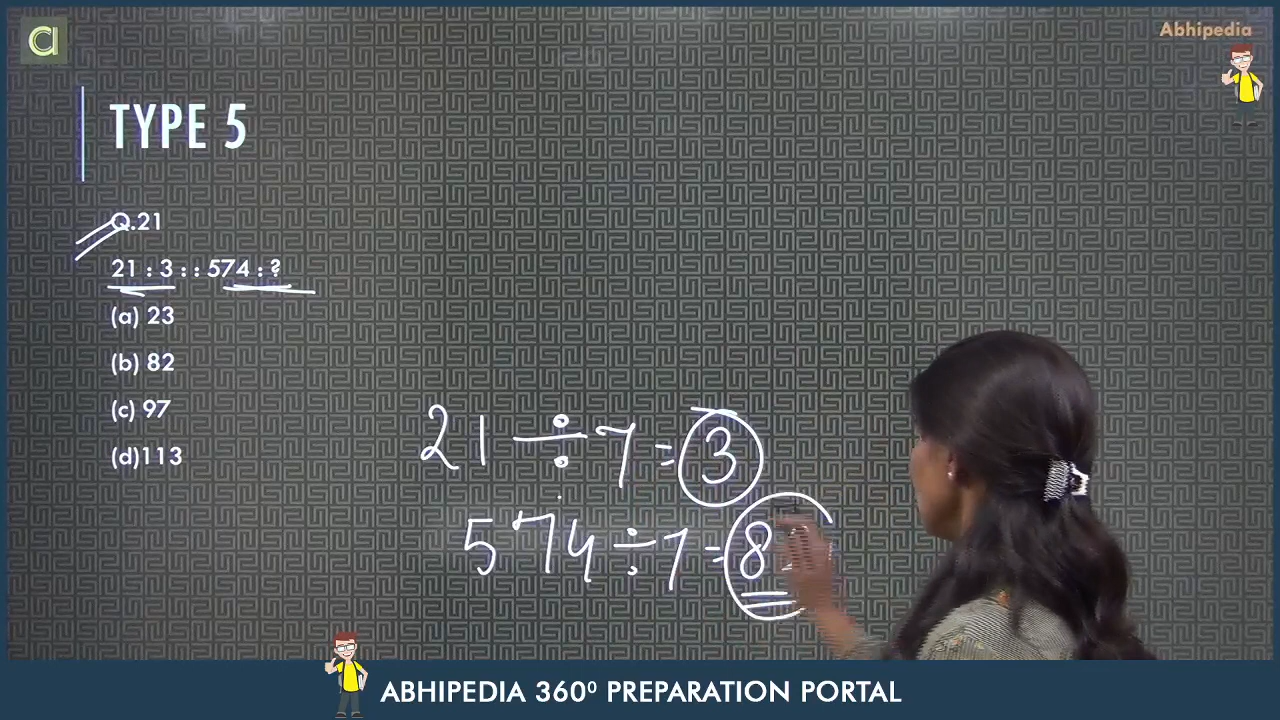 a
Abhipedia
TYPE 5
Q.21
21 : 3 : : 574 : ?
(a) 23
(b) 82
(c) 97
(d)113
21 ÷ 7 = 3
574 ÷ 7 = 8
ABHIPEDIA 360⁰ PREPARATION PORTAL